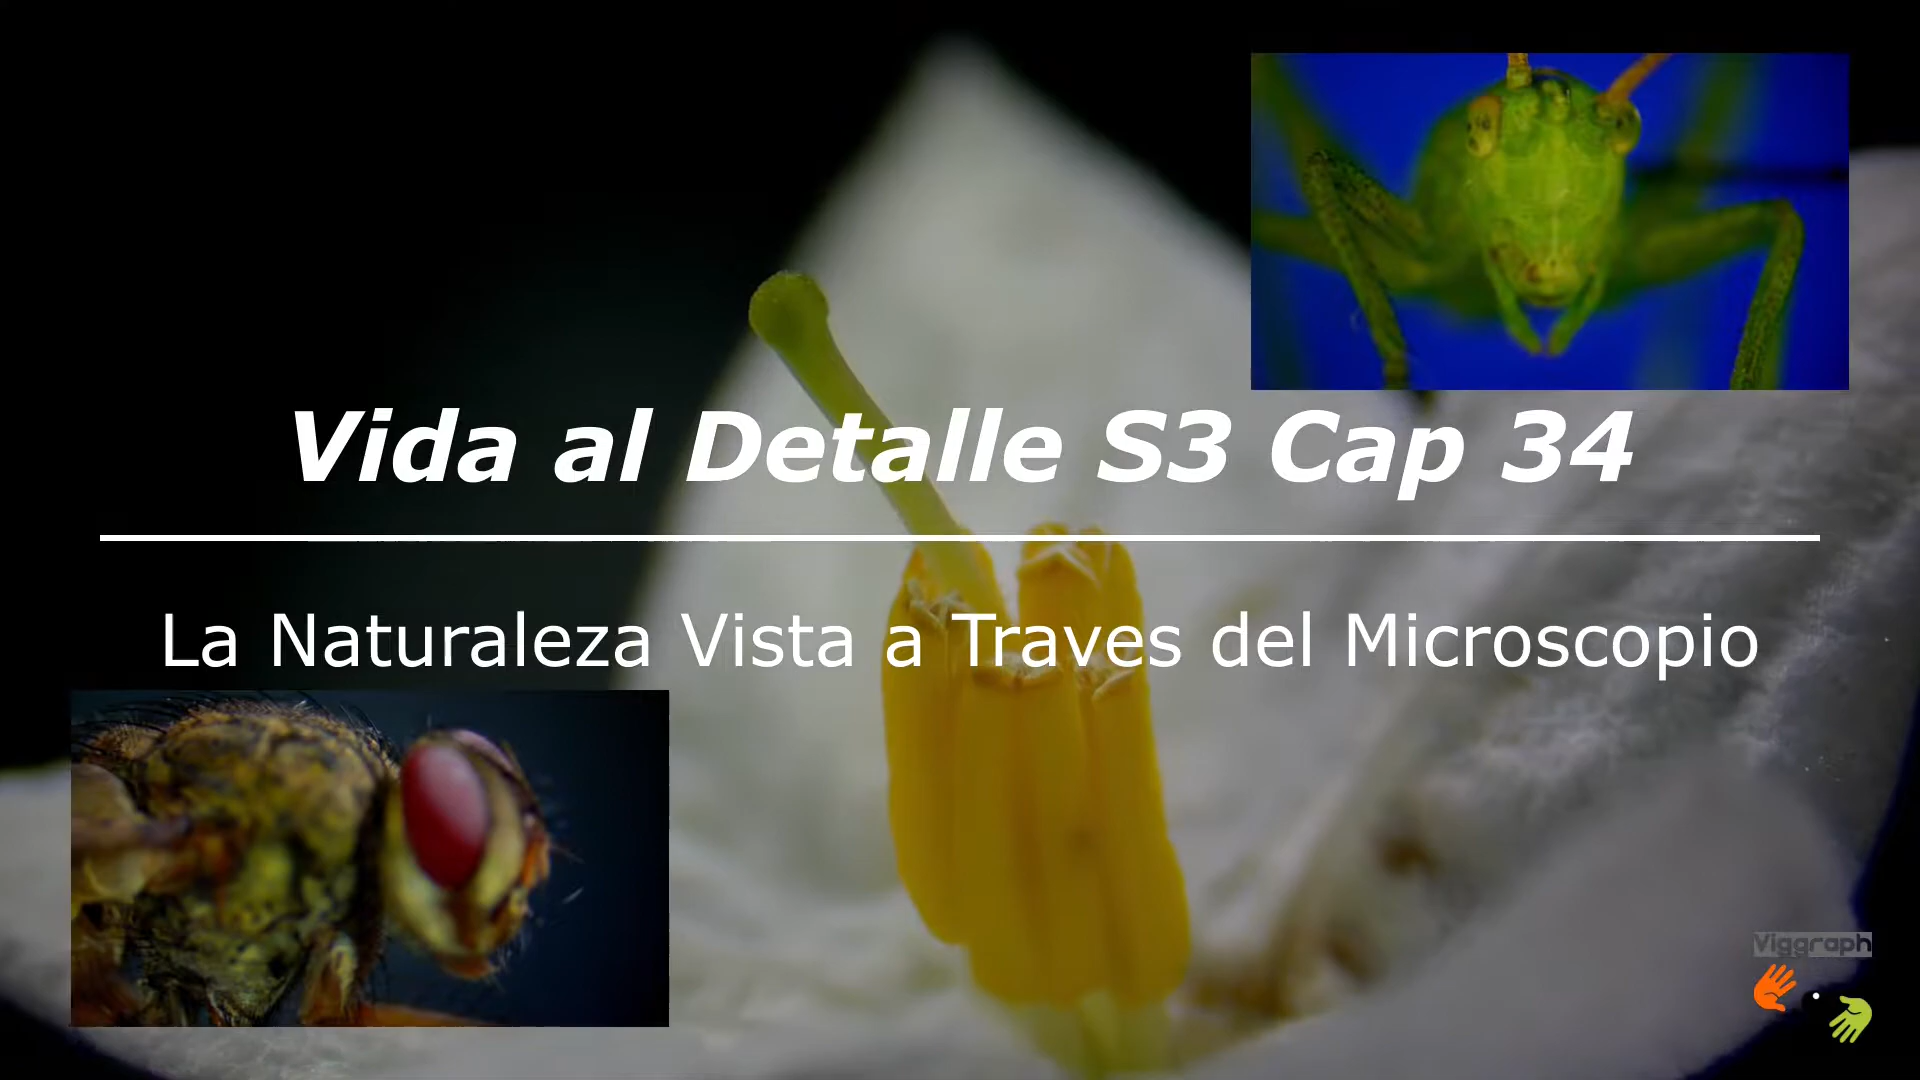 Vida al Detalle S3 Cap 34
La Naturaleza Vista a Traves del Microscopio
Viggraph